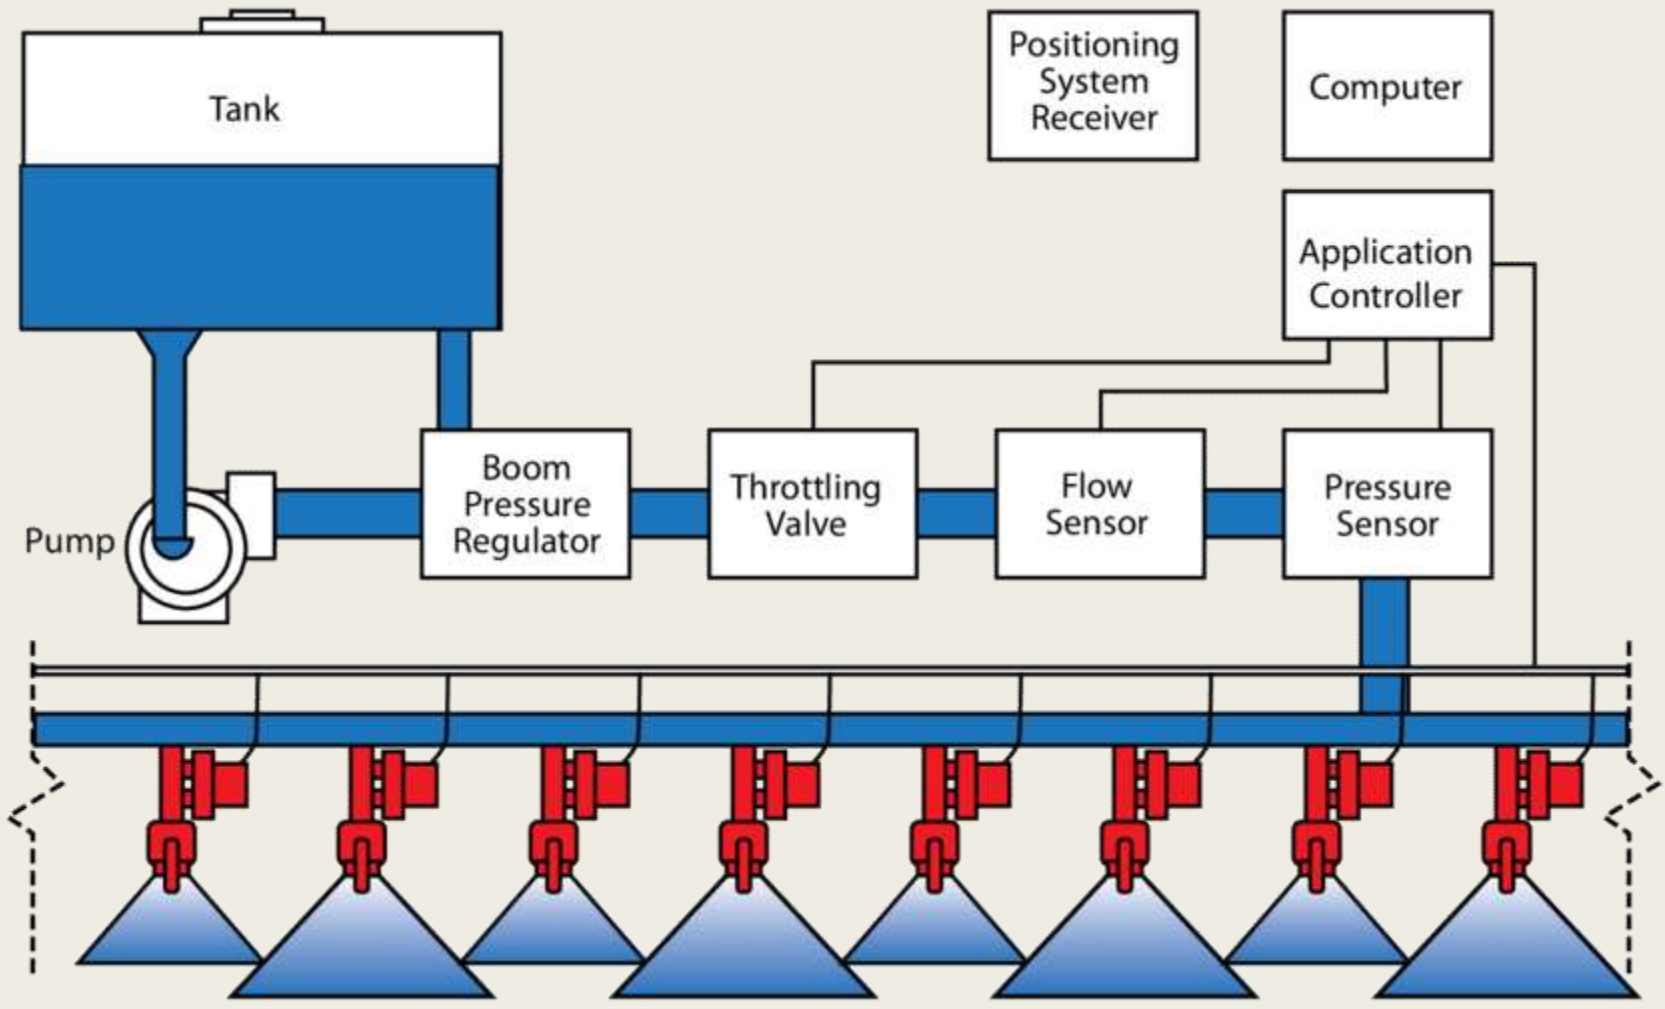 Tank
Positioning
System
Receiver
Computer
Application
Controller
Boom
Pressure
Regulator
Throttling
Valve
Flow
Sensor
Pressure
Sensor
Pump